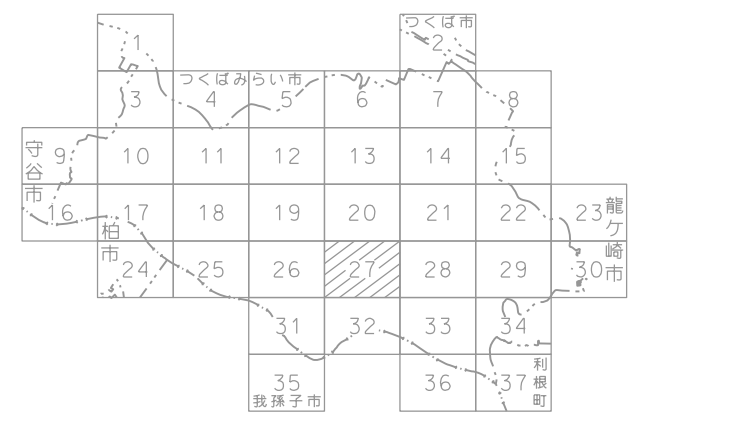 つくば市
1
2
つくばみらい市
3 4 5 6 7 8
守谷市
9 10 11 12 13 14 15
16 17 18 19 20 21 22 23
龍ケ崎市
柏市
24 25 26 27 28 29 30
31 32 33 34
35 36 37
我孫子市
利根町